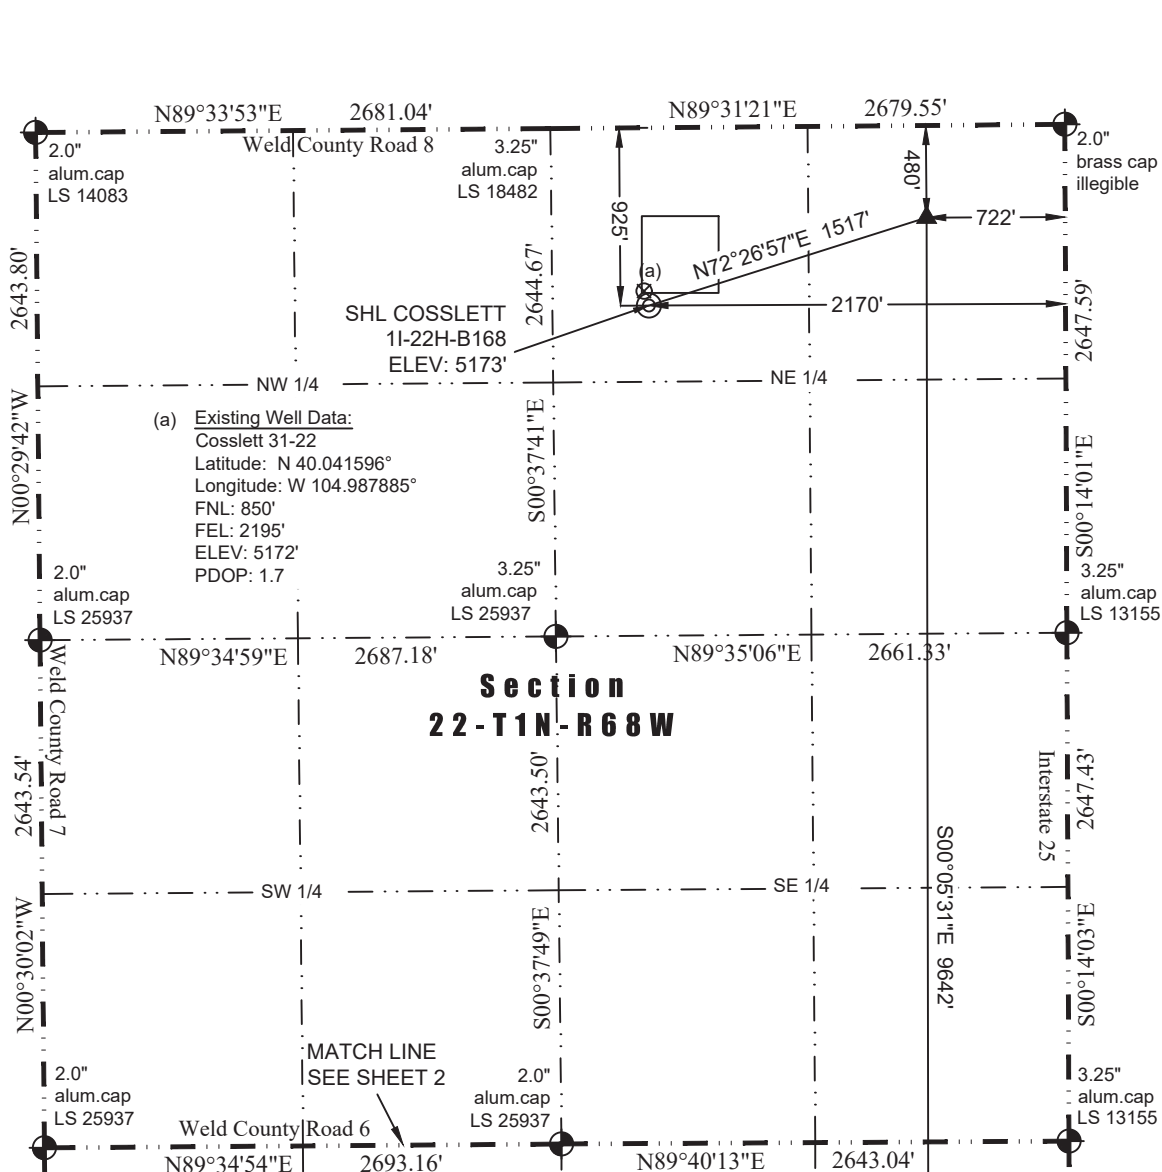 N89°33'53"E 2681.04'
N89°31'21"E 2679.55'
Weld County Road 8
2.0"
alum.cap
LS 14083
3.25"
alum.cap
LS 18482
2.0"
brass cap
illegible
480'
722'
925'
N72°26'57"E 1517'
(a)
2170'
2643.80'
2644.67'
2647.59'
SHL COSSLETT
1I-22H-B168
ELEV: 5173'
NW 1/4
NE 1/4
N00°29'42"W
S00°37'41"E
S00°14'01"E
(a) Existing Well Data:
Cosslett 31-22
Latitude: N 40.041596°
Longitude: W 104.987885°
FNL: 850'
FEL: 2195'
ELEV: 5172'
PDOP: 1.7
2.0"
alum.cap
LS 25937
3.25"
alum.cap
LS 25937
3.25"
alum.cap
LS 13155
N89°34'59"E 2687.18'
N89°35'06"E 2661.33'
Section
22-T1N-R68W
Weld County Road 7
2643.54'
2643.50'
Interstate 25
2647.43'
SW 1/4
SE 1/4
S00°05'31"E 9642'
N00°30'02"W
S00°37'49"E
S00°14'03"E
MATCH LINE
SEE SHEET 2
2.0"
alum.cap
LS 25937
2.0"
alum.cap
LS 25937
3.25"
alum.cap
LS 13155
Weld County Road 6
N89°34'54"E 2693.16'
N89°40'13"E 2643.04'